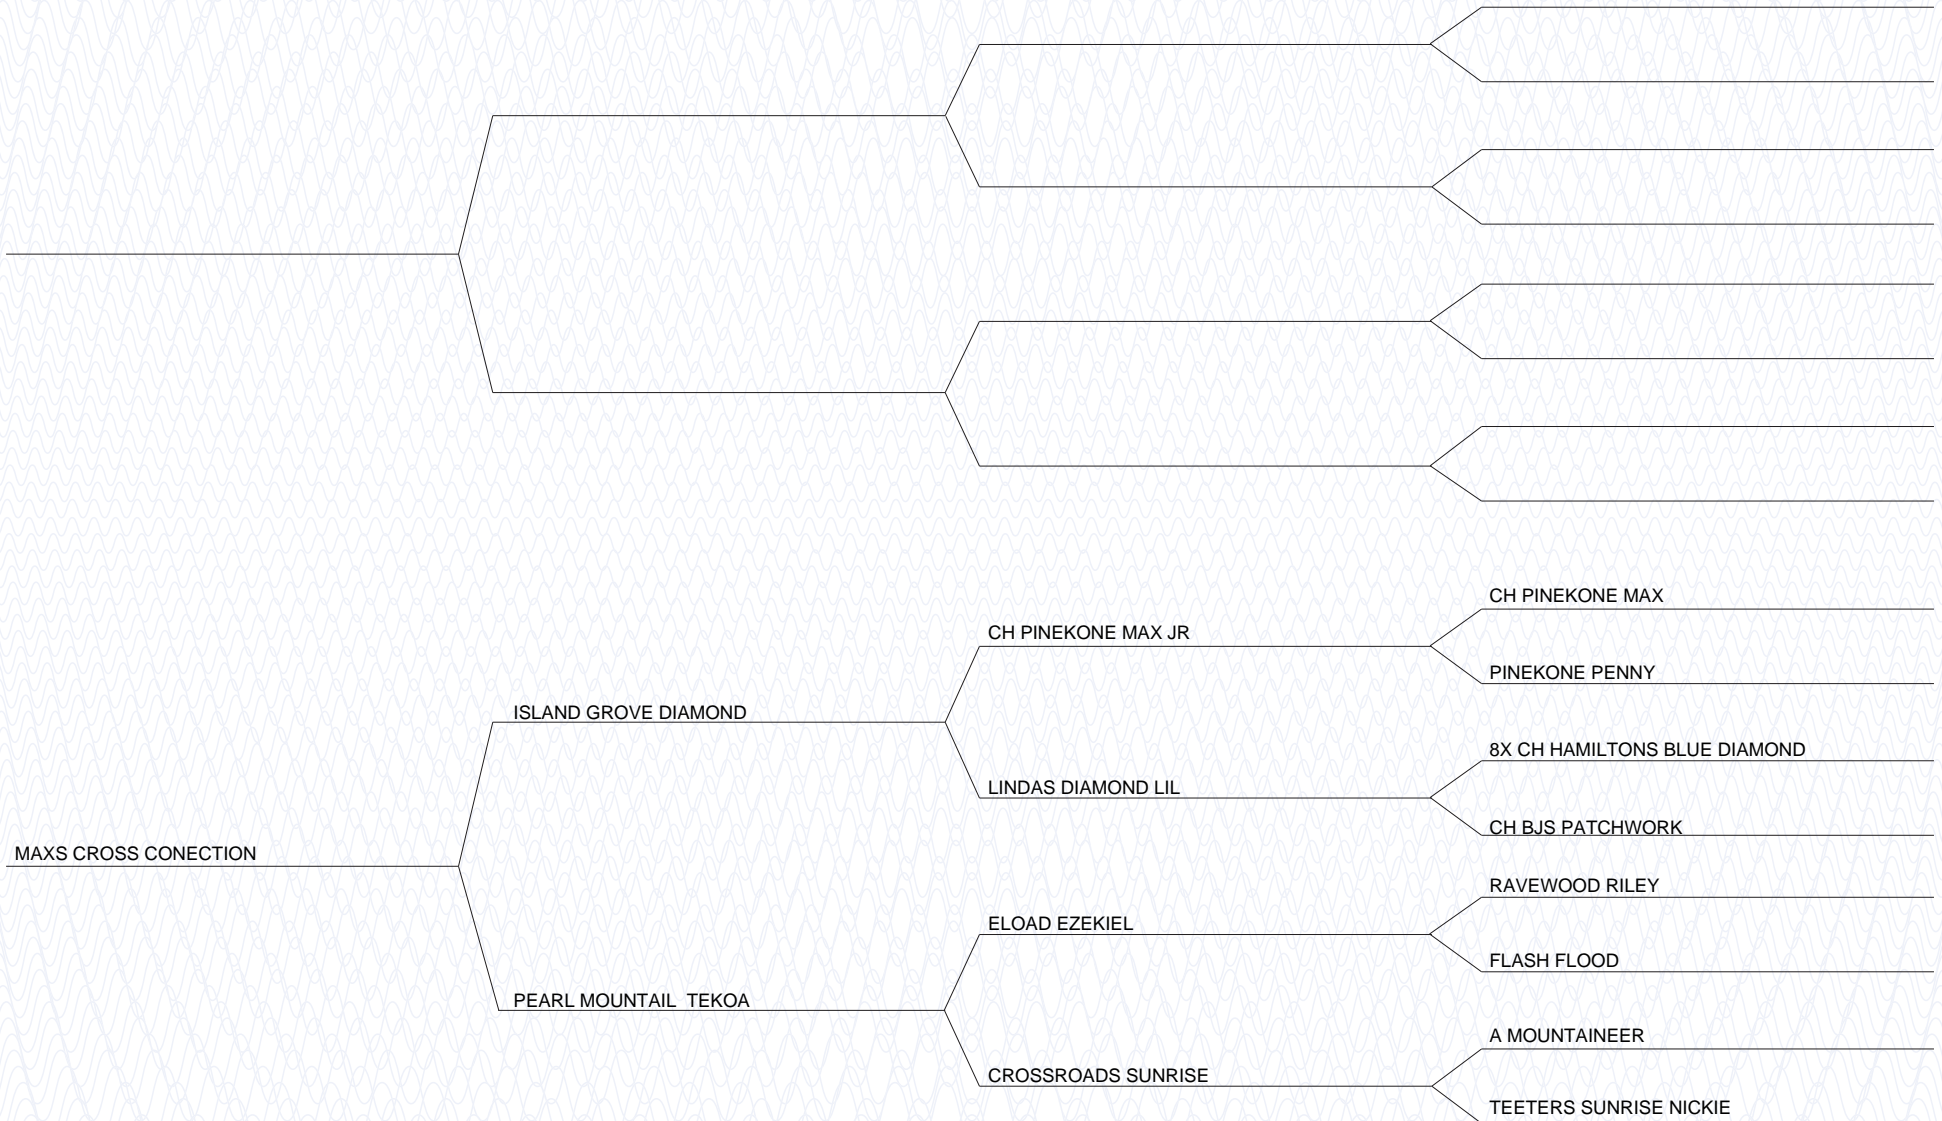 CH PINEKONE MAX
CH PINEKONE MAX JR
PINEKONE PENNY
ISLAND GROVE DIAMOND
8X CH HAMILTONS BLUE DIAMOND
LINDAS DIAMOND LIL
CH BJS PATCHWORK
MAXS CROSS CONECTION
RAVEWOOD RILEY
ELOAD EZEKIEL
FLASH FLOOD
PEARL MOUNTAIL  TEKOA
A MOUNTAINEER
CROSSROADS SUNRISE
TEETERS SUNRISE NICKIE